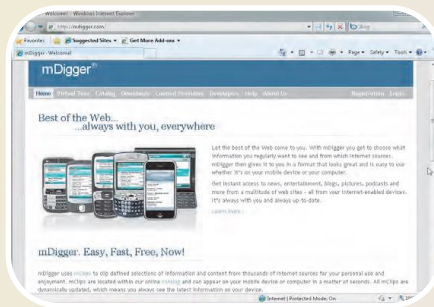 Welcome! - Windows Internet Explorer
http://mdigger.com/
Bing
Favorites Suggested Sites Get More Add-ons
mDigger - Welcome!
Page Safety Tools
mDigger
Home Virtual Tour Catalog Downloads Content Providers Developers Help About Us Registration Login
Best of the Web...
...always with you, everywhere
Let the best of the Web come to you. With mDigger you get to choose what
information you regularly want to see and from which Internet sources.
mDigger then gives it to you in a format that looks great and is easy to use
whether it's on your mobile device or your computer.
Get instant access to news, entertainment, blogs, pictures, podcasts and
more from a multitude of web sites - all from your internet-enabled devices.
It's always with you and always up-to-date.
Learn more
mDigger. Easy, Fast, Free, Now!
mDigger uses mClips to clip defined selections of information and content from thousands of internet sources for your personal use and
enjoyment. mClips are located within our online catalog and can appear on your mobile device or computer in a matter of seconds. All mClips are
dynamically updated, which means you always see the latest information on your device.
Internet | Protected Mode: On